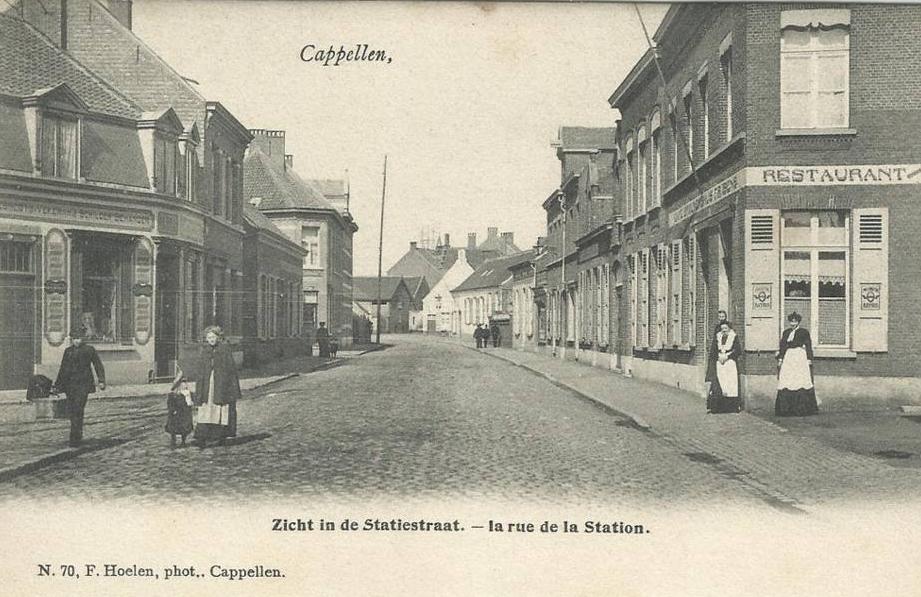 Cappellen,
RESTAURANT
Zicht in de Statiestraat. — la rue de la Station.
N. 70, F. Hoelen, phot., Cappellen.